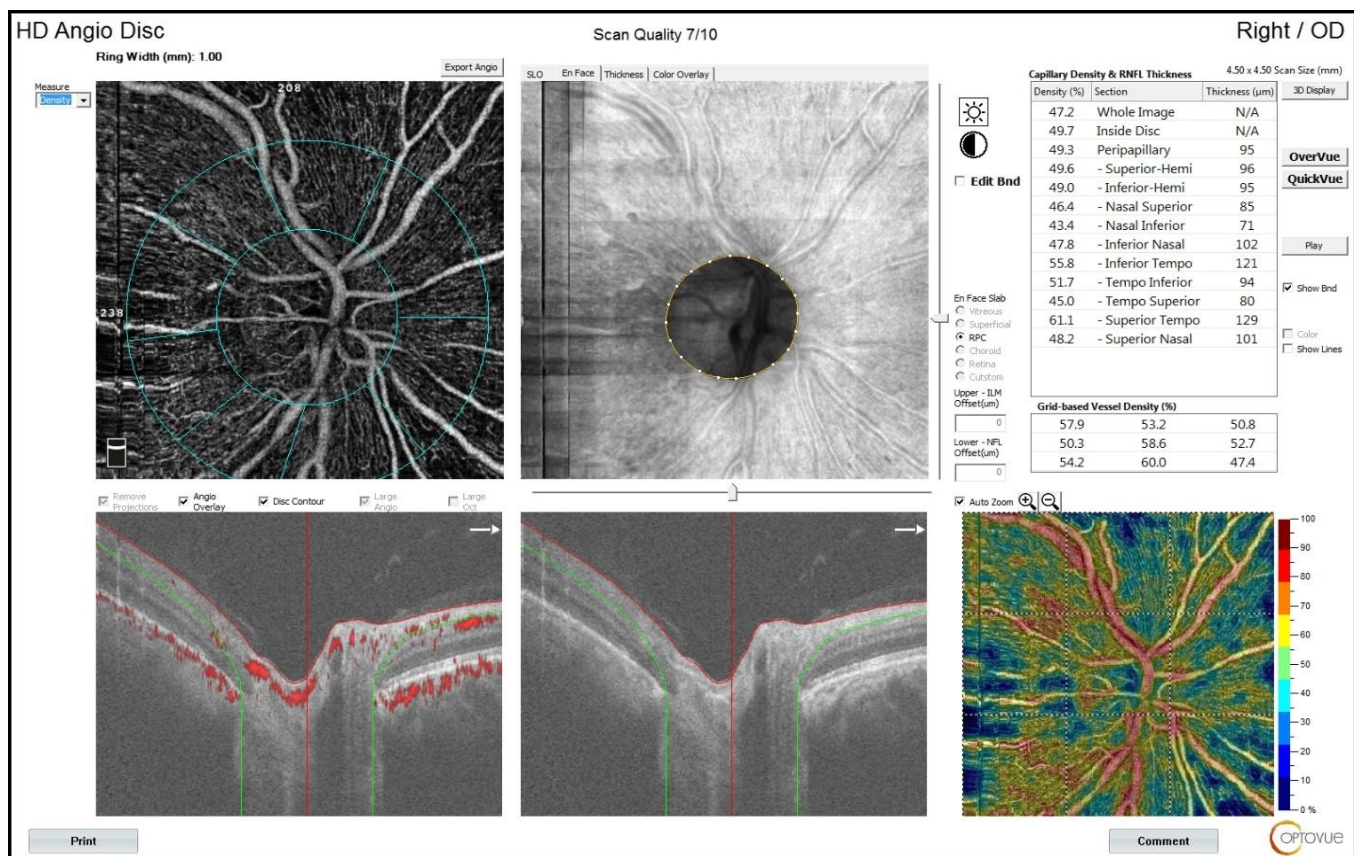 HD Angio Disc
Scan Quality 7/10
Right / OD
Ring Width (mm): 1.00
Export Angio
Measure
Density
208
238
SLO
En Face
Thickness
Color Overlay
Edit Bnd
En Face Slab
Vitreous
Superficial
RPC
Choroid
Retina
Cutstom
Upper - ILM
Offset(um)
0
Lower - NFL
Offset(um)
0
Capillary Density & RNFL Thickness
4.50 x 4.50 Scan Size (mm)
Density (%) Section Thickness (µm)
47.2 Whole Image N/A
49.7 Inside Disc N/A
49.3 Peripapillary 95
49.6 - Superior-Hemi 96
49.0 - Inferior-Hemi 95
46.4 - Nasal Superior 85
43.4 - Nasal Inferior 71
47.8 - Inferior Nasal 102
55.8 - Inferior Tempo 121
51.7 - Tempo Inferior 94
45.0 - Tempo Superior 80
61.1 - Superior Tempo 129
48.2 - Superior Nasal 101
3D Display
OverVue
QuickVue
Play
Show Bnd
Color
Show Lines
Grid-based Vessel Density (%)
57.9 53.2 50.8
50.3 58.6 52.7
54.2 60.0 47.4
Remove
Projections
Angio
Overlay
Disc Contour
Large
Angio
Large
Oct
Auto Zoom
100
90
80
70
60
50
40
30
20
10
0 %
Print
Comment
OPTOVUE